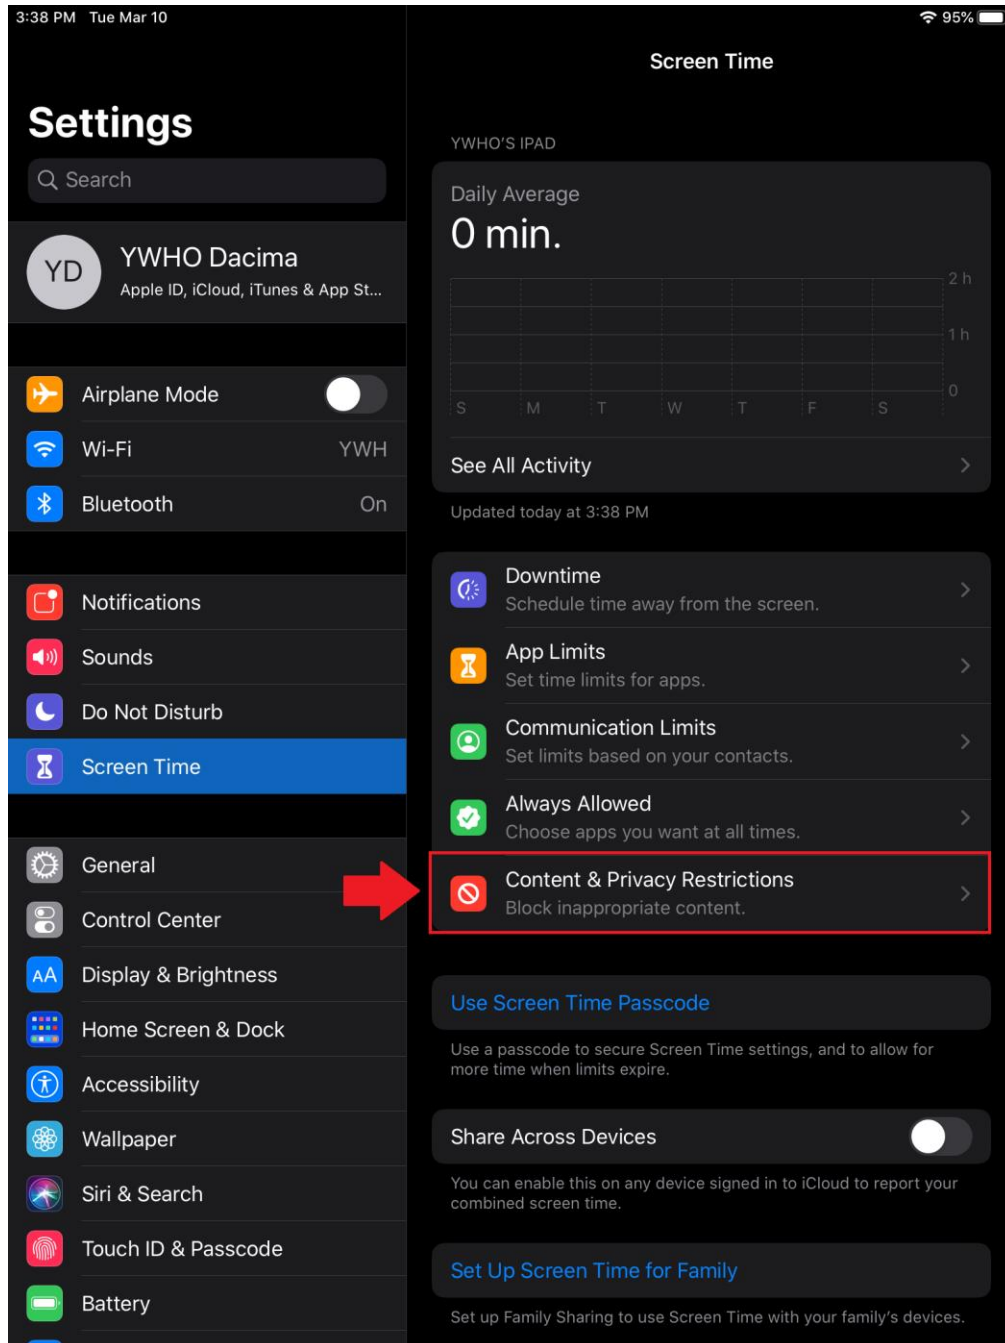 3:38 PM Tue Mar 10
95%
Settings
Search
YD
YWHO Dacima
Apple ID, iCloud, iTunes & App St...
Airplane Mode
Wi-Fi YWH
Bluetooth On
Notifications
Sounds
Do Not Disturb
Screen Time
General
Control Center
AA
Display & Brightness
Home Screen & Dock
Accessibility
Wallpaper
Siri & Search
Touch ID & Passcode
Battery
Screen Time
YWHO'S IPAD
Daily Average
0 min.
2 h
1 h
0
S M T W T F S
See All Activity
Updated today at 3:38 PM
Downtime
Schedule time away from the screen.
App Limits
Set time limits for apps.
Communication Limits
Set limits based on your contacts.
Always Allowed
Choose apps you want at all times.
Content & Privacy Restrictions
Block inappropriate content.
Use Screen Time Passcode
Use a passcode to secure Screen Time settings, and to allow for
more time when limits expire.
Share Across Devices
You can enable this on any device signed in to iCloud to report your
combined screen time.
Set Up Screen Time for Family
Set up Family Sharing to use Screen Time with your family's devices.